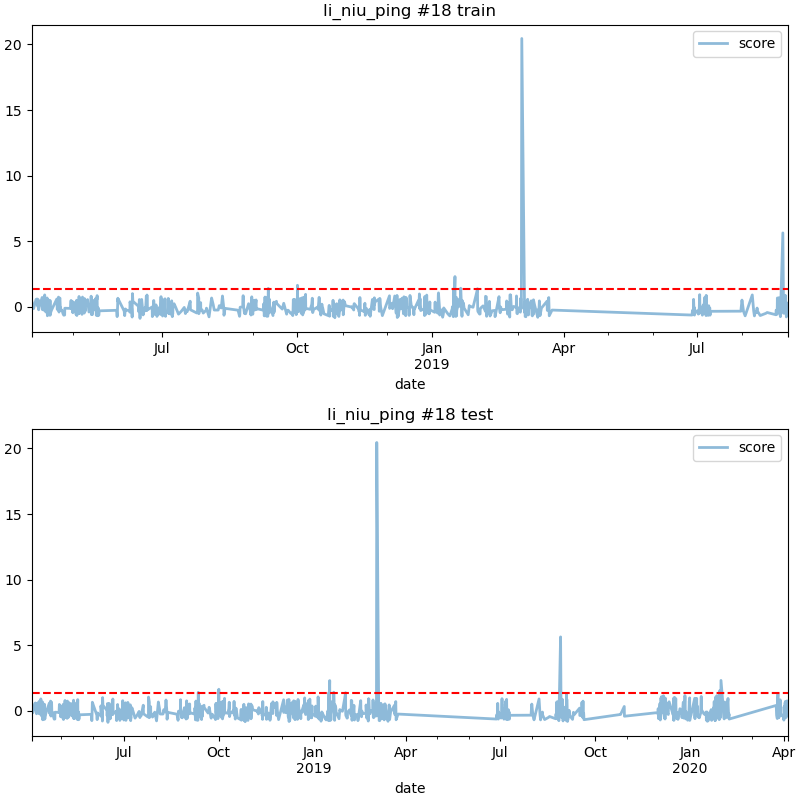 li_niu_ping #18 train
score
20
15
10
5
0
Jul Oct Jan Apr Jul
2019
date
li_niu_ping #18 test
score
20
15
10
5
0
Jul Oct Jan Apr Jul Oct Jan Apr
2019 2020
date